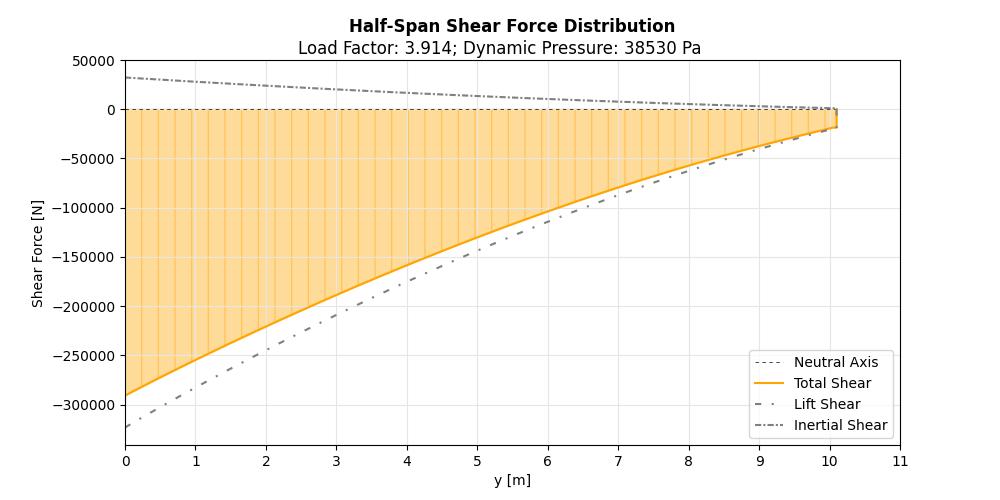 Half-Span Shear Force Distribution
Load Factor: 3.914; Dynamic Pressure: 38530 Pa
50000
0
−50000
−100000
−150000
−200000
−250000
−300000
Shear Force [N]
Neutral Axis
Total Shear
Lift Shear
Inertial Shear
0 1 2 3 4 5 6 7 8 9 10 11
y [m]